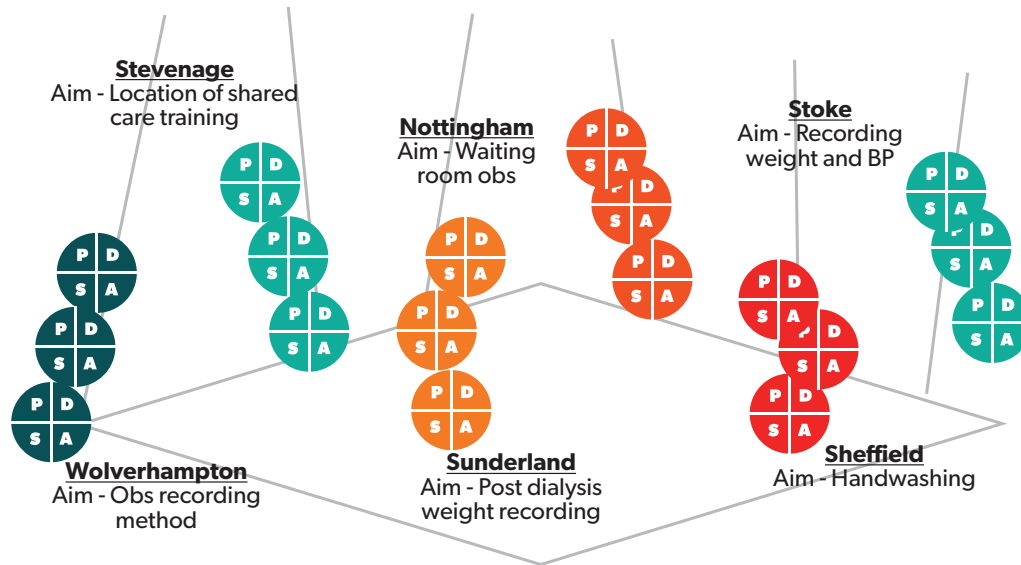 Stevenage
Aim - Location of shared
care training
P D
S A
P D
S A
P D
S A
Nottingham
Aim - Waiting
room obs
P D
S A
D
S A
P D
S A
Stoke
Aim - Recording
weight and BP
P D
S A
D
S A
P D
S A
P D
S A
P D
S A
P D
S A
Wolverhampton
Aim - Obs recording
method
P D
S A
P D
S A
P D
S A
Sunderland
Aim - Post dialysis
weight recording
P D
S A
D
S A
P D
S A
Sheffield
Aim - Handwashing